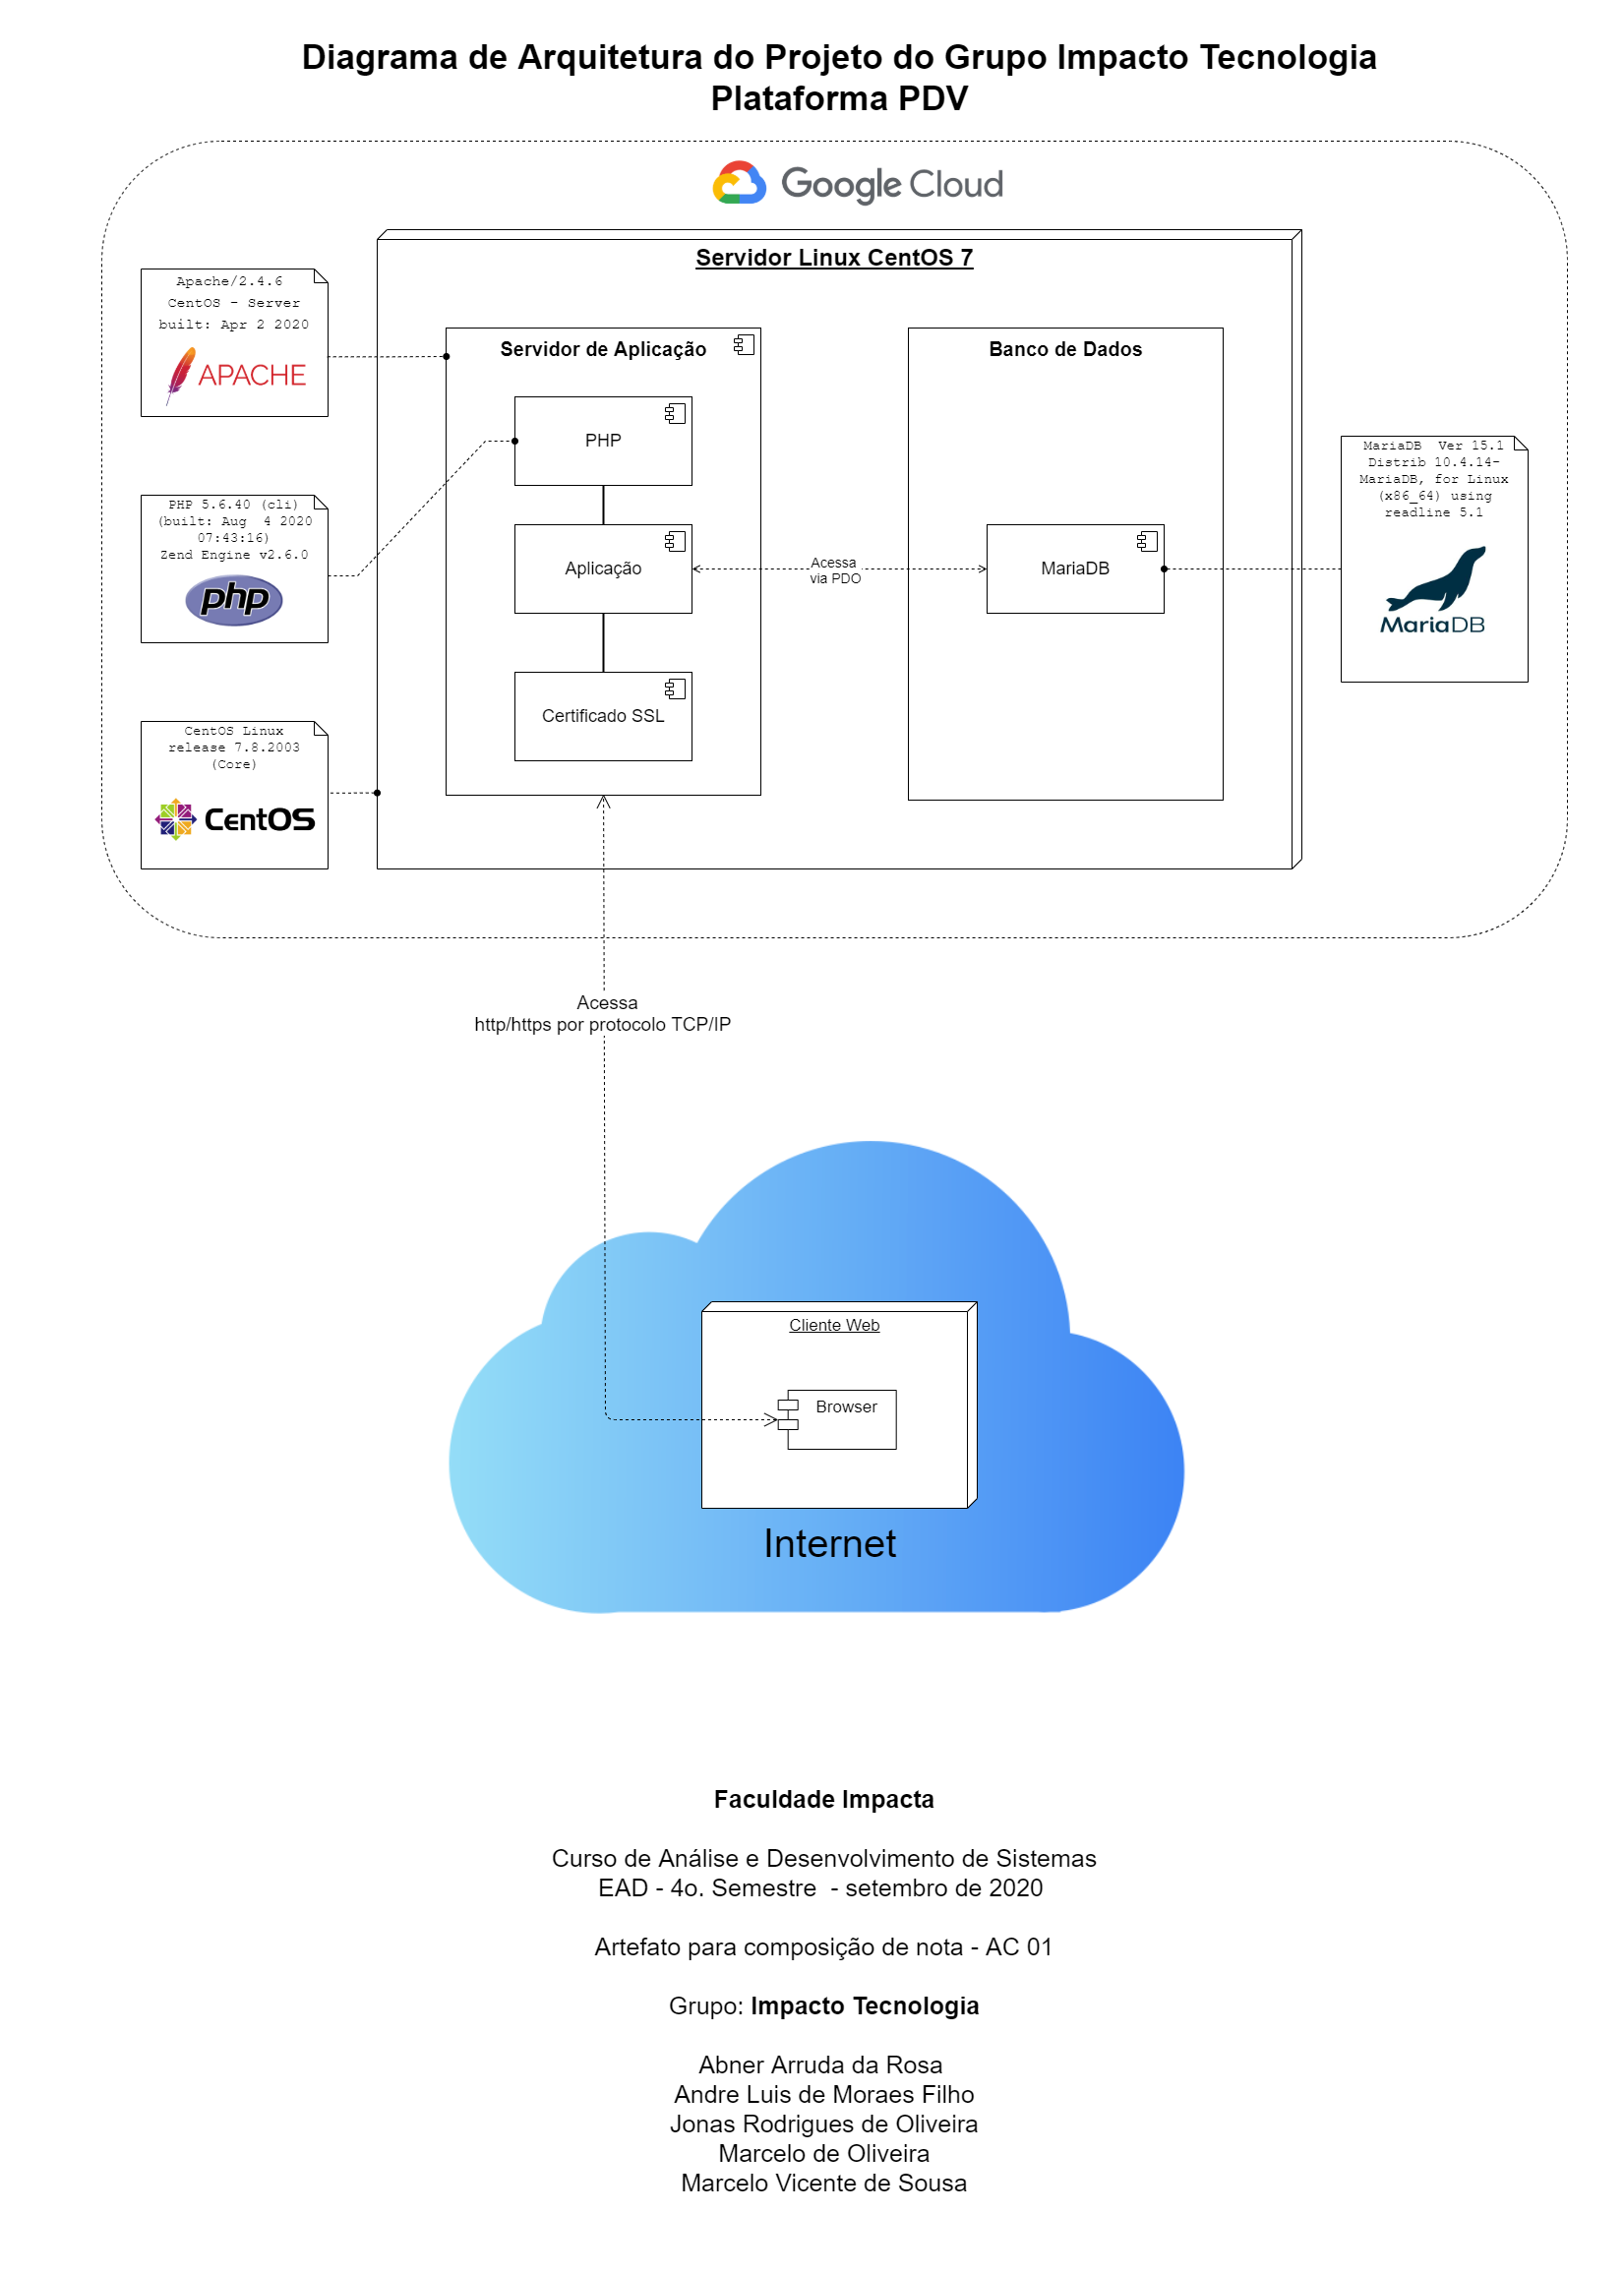 Diagrama de Arquitetura do Projeto do Grupo Impacto Tecnologia
Plataforma PDV
Google Cloud
Servidor Linux CentOS 7
Apache/2.4.6
CentOS - Server
built: Apr 2 2020
APACHE
Servidor de Aplicação
Banco de Dados
PHP
PHP 5.6.40 (cli)
(built: Aug  4 2020
07:43:16)
Zend Engine v2.6.0
php
Aplicação
Acessa
via PDO
MariaDB
MariaDB  Ver 15.1
Distrib 10.4.14-
MariaDB, for Linux
(x86_64) using
readline 5.1
MariaDB
Certificado SSL
CentOS Linux
release 7.8.2003
(Core)
CentOS
Acessa
http/https por protocolo TCP/IP
Cliente Web
Browser
Internet
Faculdade Impacta
Curso de Análise e Desenvolvimento de Sistemas
EAD - 4o. Semestre  - setembro de 2020
Artefato para composição de nota - AC 01
Grupo: Impacto Tecnologia
Abner Arruda da Rosa
Andre Luis de Moraes Filho
Jonas Rodrigues de Oliveira
Marcelo de Oliveira
Marcelo Vicente de Sousa